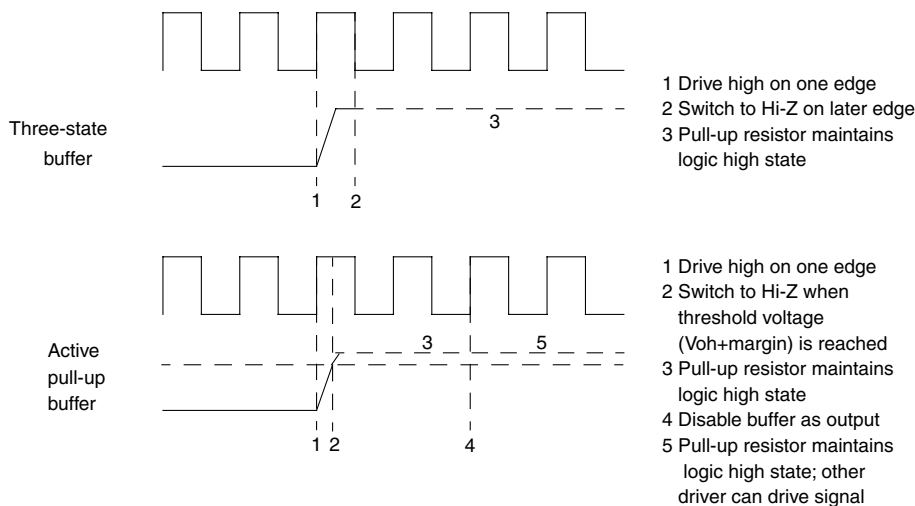 Three-state
buffer
3
1
2
1 Drive high on one edge
2 Switch to Hi-Z on later edge
3 Pull-up resistor maintains
logic high state
Active
pull-up
buffer
3
5
1
2
4
1 Drive high on one edge
2 Switch to Hi-Z when
threshold voltage
(Voh+margin) is reached
3 Pull-up resistor maintains
logic high state
4 Disable buffer as output
5 Pull-up resistor maintains
logic high state; other
driver can drive signal